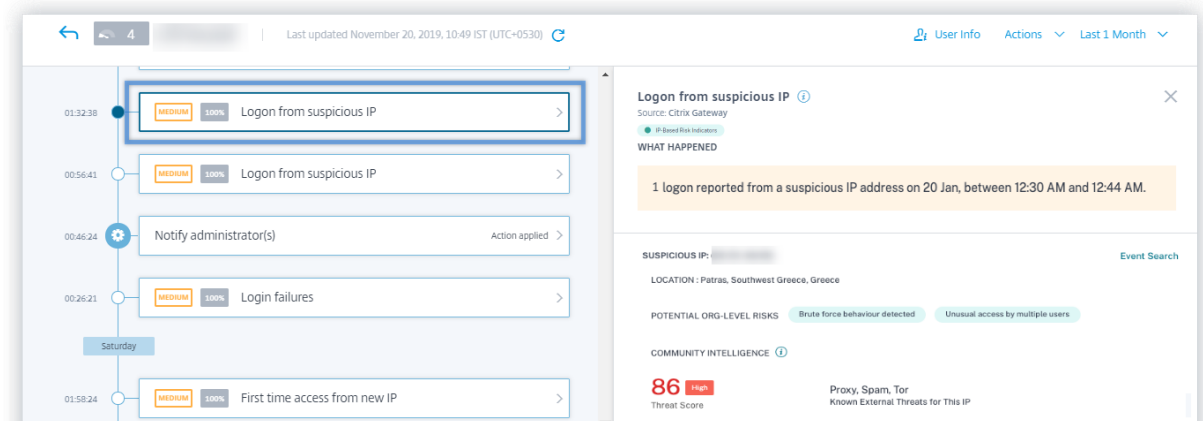 4
Last updated November 20, 2019, 10:49 IST (UTC+0530)
User Info
Actions
Last 1 Month
01:32:38
MEDIUM 100% Logon from suspicious IP
00:56:41
MEDIUM 100% Logon from suspicious IP
00:46:24
Notify administrator(s)
Action applied
00:26:21
MEDIUM 100% Login failures
Saturday
01:58:24
MEDIUM 100% First time access from new IP
Logon from suspicious IP
Source: Citrix Gateway
IP-Based Risk Indicators
WHAT HAPPENED
1 logon reported from a suspicious IP address on 20 Jan, between 12:30 AM and 12:44 AM.
SUSPICIOUS IP:
Event Search
LOCATION : Patras, Southwest Greece, Greece
POTENTIAL ORG-LEVEL RISKS
Brute force behaviour detected
Unusual access by multiple users
COMMUNITY INTELLIGENCE
86 High
Threat Score
Proxy, Spam, Tor
Known External Threats for This IP